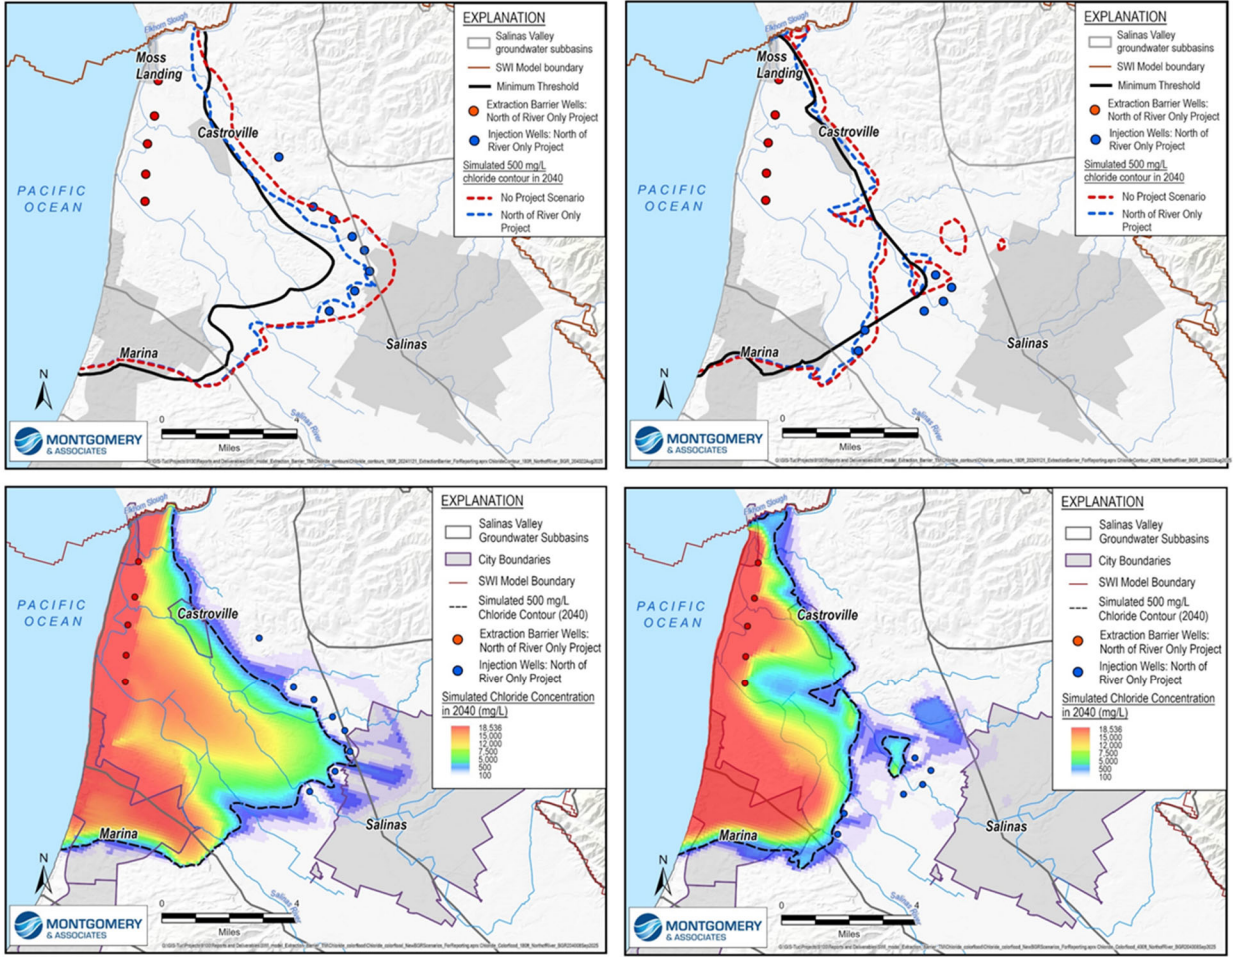 Elkhorn Slough
Moss
Landing
Castroville
PACIFIC
OCEAN
Marina
Salinas
Salinas River
N
0
4
Miles
MONTGOMERY
& ASSOCIATES
EXPLANATION
Salinas Valley
groundwater subbasins
SWI Model boundary
Minimum Threshold
Extraction Barrier Wells:
North of River Only Project
Injection Wells: North of
River Only Project
Simulated 500 mg/L
chloride contour in 2040
No Project Scenario
North of River Only
Project
Elkhorn Slough
Moss
Landing
Castroville
PACIFIC
OCEAN
Marina
Salinas
Salinas River
N
0
4
Miles
MONTGOMERY
& ASSOCIATES
EXPLANATION
Salinas Valley
groundwater subbasins
SWI Model boundary
Minimum Threshold
Extraction Barrier Wells:
North of River Only Project
Injection Wells: North of
River Only Project
Simulated 500 mg/L
chloride contour in 2040
No Project Scenario
North of River Only
Project
Elkhorn Slough
Castroville
PACIFIC
OCEAN
Marina
Salinas
Salinas River
N
0
4
Miles
MONTGOMERY
& ASSOCIATES
EXPLANATION
Salinas Valley
Groundwater Subbasins
City Boundaries
SWI Model Boundary
Simulated 500 mg/L
Chloride Contour (2040)
Extraction Barrier Wells:
North of River Only Project
Injection Wells: North of
River Only Project
Simulated Chloride Concentration
in 2040 (mg/L)
18,536
15,000
12,000
7,500
5,000
500
100
Elkhorn Slough
Castroville
PACIFIC
OCEAN
Marina
Salinas
Salinas River
N
0
4
Miles
MONTGOMERY
& ASSOCIATES
EXPLANATION
Salinas Valley
Groundwater Subbasins
City Boundaries
SWI Model Boundary
Simulated 500 mg/L
Chloride Contour (2040)
Extraction Barrier Wells:
North of River Only Project
Injection Wells: North of
River Only Project
Simulated Chloride Concentration
in 2040 (mg/L)
18,536
15,000
12,000
7,500
5,000
500
100